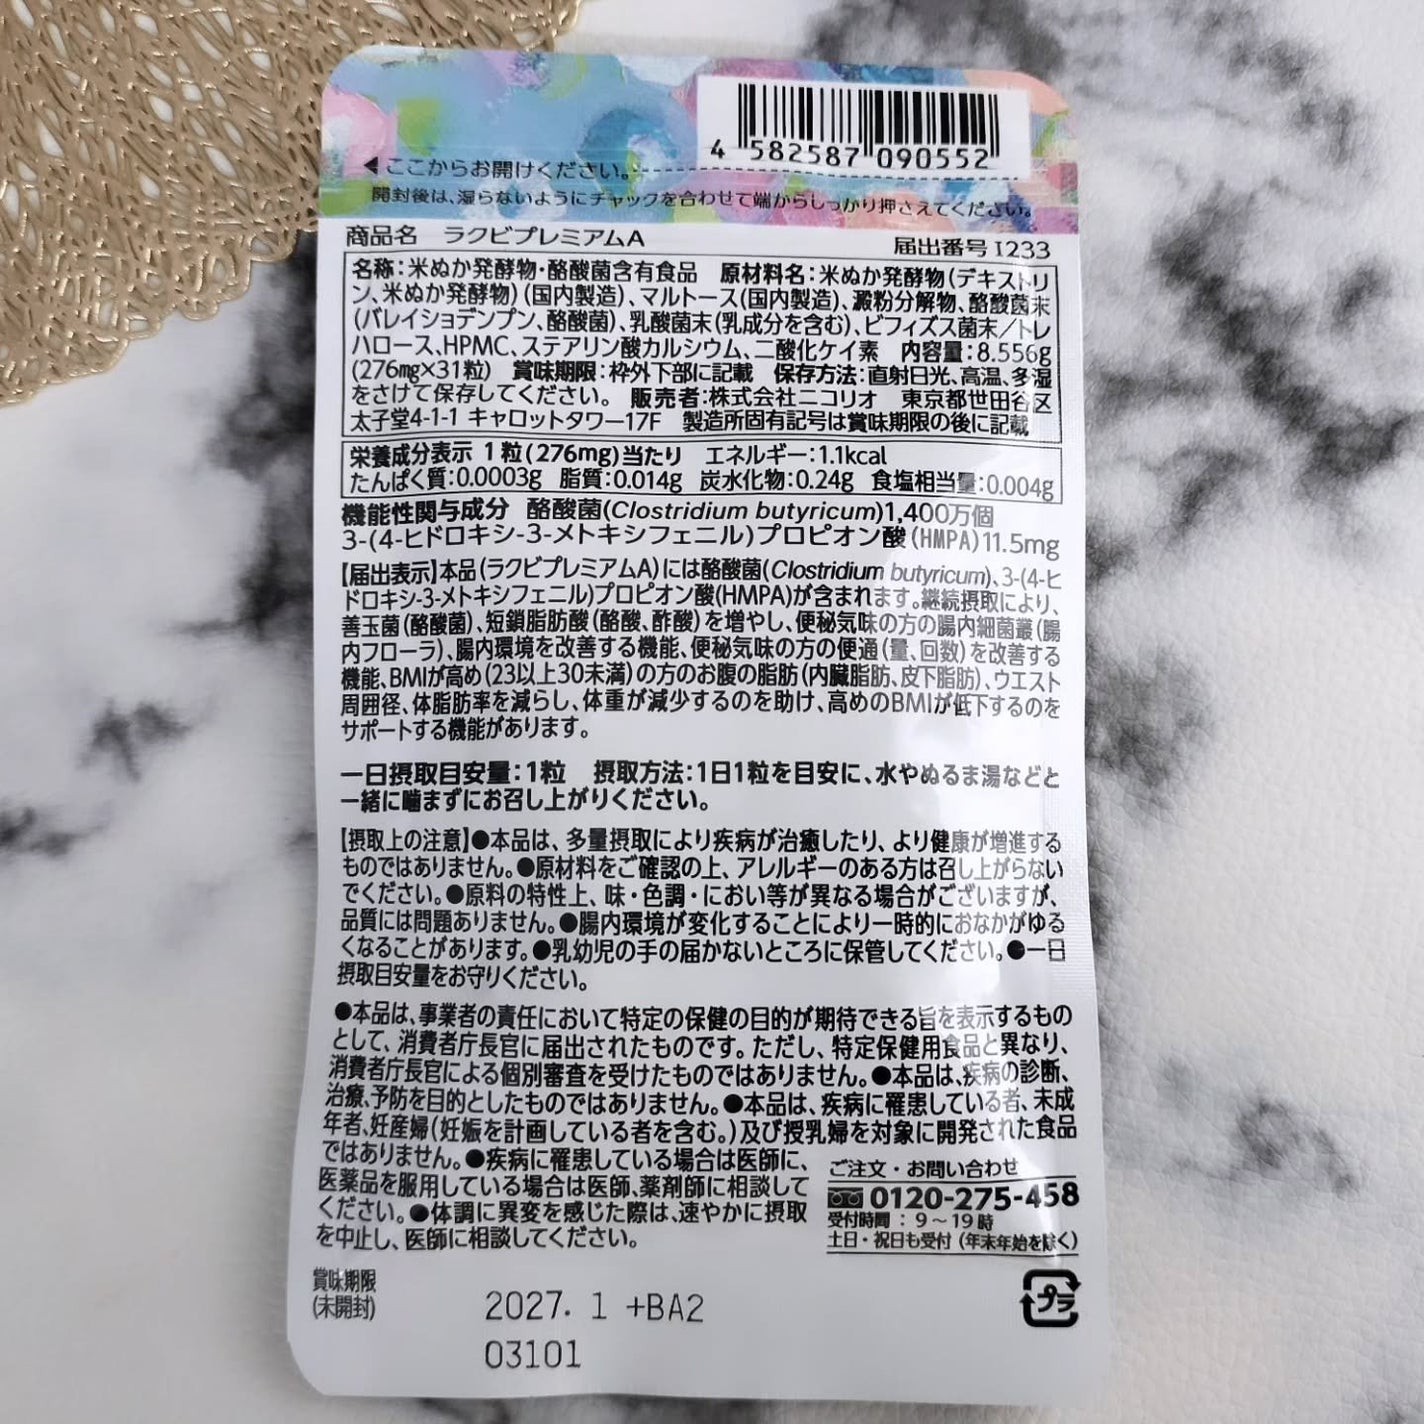 4 582587 090552
◀ここからお開けください。
開封後は、湿らないようにチャックを合わせて端からしっかり押さえてください。
商品名 ラクビプレミアムA 届出番号 I233
名称：米ぬか発酵物・酪酸菌含有食品 原材料名：米ぬか発酵物（デキストリ
ン、米ぬか発酵物）（国内製造）、マルトース（国内製造）、澱粉分解物、酪酸菌末
（バレイショデンプン、酪酸菌）、乳酸菌末（乳成分を含む）、ビフィズス菌末／トレ
ハロース、HPMC、ステアリン酸カルシウム、二酸化ケイ素 内容量：8.556g
（276mg×31粒） 賞味期限：枠外下部に記載 保存方法：直射日光、高温、多湿
をさけて保存してください。 販売者：株式会社ニコリオ 東京都世田谷区
太子堂4-1-1 キャロットタワー17F 製造所固有記号は賞味期限の後に記載
栄養成分表示 1粒(276mg)当たり エネルギー：1.1kcal
たんぱく質：0.0003g 脂質：0.014g 炭水化物：0.24g 食塩相当量：0.004g
機能性関与成分 酪酸菌(Clostridium butyricum)1,400万個
3-(4-ヒドロキシ-3-メトキシフェニル)プロピオン酸(HMPA)11.5mg
【届出表示】本品(ラクビプレミアムA)には酪酸菌(Clostridium butyricum)、3-(4-ヒ
ドロキシ-3-メトキシフェニル)プロピオン酸(HMPA)が含まれます。継続摂取により、
善玉菌(酪酸菌)、短鎖脂肪酸(酪酸、酢酸)を増やし、便秘気味の方の腸内細菌叢(腸
内フローラ)、腸内環境を改善する機能、便秘気味の方の便通(量、回数)を改善する
機能、BMIが高め(23以上30未満)の方のお腹の脂肪(内臓脂肪、皮下脂肪)、ウエスト
周囲径、体脂肪率を減らし、体重が減少するのを助け、高めのBMIが低下するのを
サポートする機能があります。
一日摂取目安量：1粒 摂取方法：1日1粒を目安に、水やぬるま湯などと
一緒に噛まずにお召し上がりください。
【摂取上の注意】●本品は、多量摂取により疾病が治癒したり、より健康が増進する
ものではありません。●原材料をご確認の上、アレルギーのある方は召し上がらない
でください。●原料の特性上、味・色調・におい等が異なる場合がございますが、
品質には問題ありません。●腸内環境が変化することにより一時的におなかがゆる
くなることがあります。●乳幼児の手の届かないところに保管してください。●一日
摂取目安量をお守りください。
●本品は、事業者の責任において特定の保健の目的が期待できる旨を表示するもの
として、消費者庁長官に届出されたものです。ただし、特定保健用食品と異なり、
消費者庁長官による個別審査を受けたものではありません。●本品は、疾病の診断、
治療、予防を目的としたものではありません。●本品は、疾病に罹患している者、未成
年者、妊産婦(妊娠を計画している者を含む。)及び授乳婦を対象に開発された食品
ではありません。●疾病に罹患している場合は医師に、
医薬品を服用している場合は医師、薬剤師に相談して
ください。●体調に異変を感じた際は、速やかに摂取
を中止し、医師に相談してください。
ご注文・お問い合わせ
0120-275-458
受付時間：9～19時
土日・祝日も受付（年末年始を除く）
賞味期限
(未開封)
2027. 1 +BA2
03101
プラ